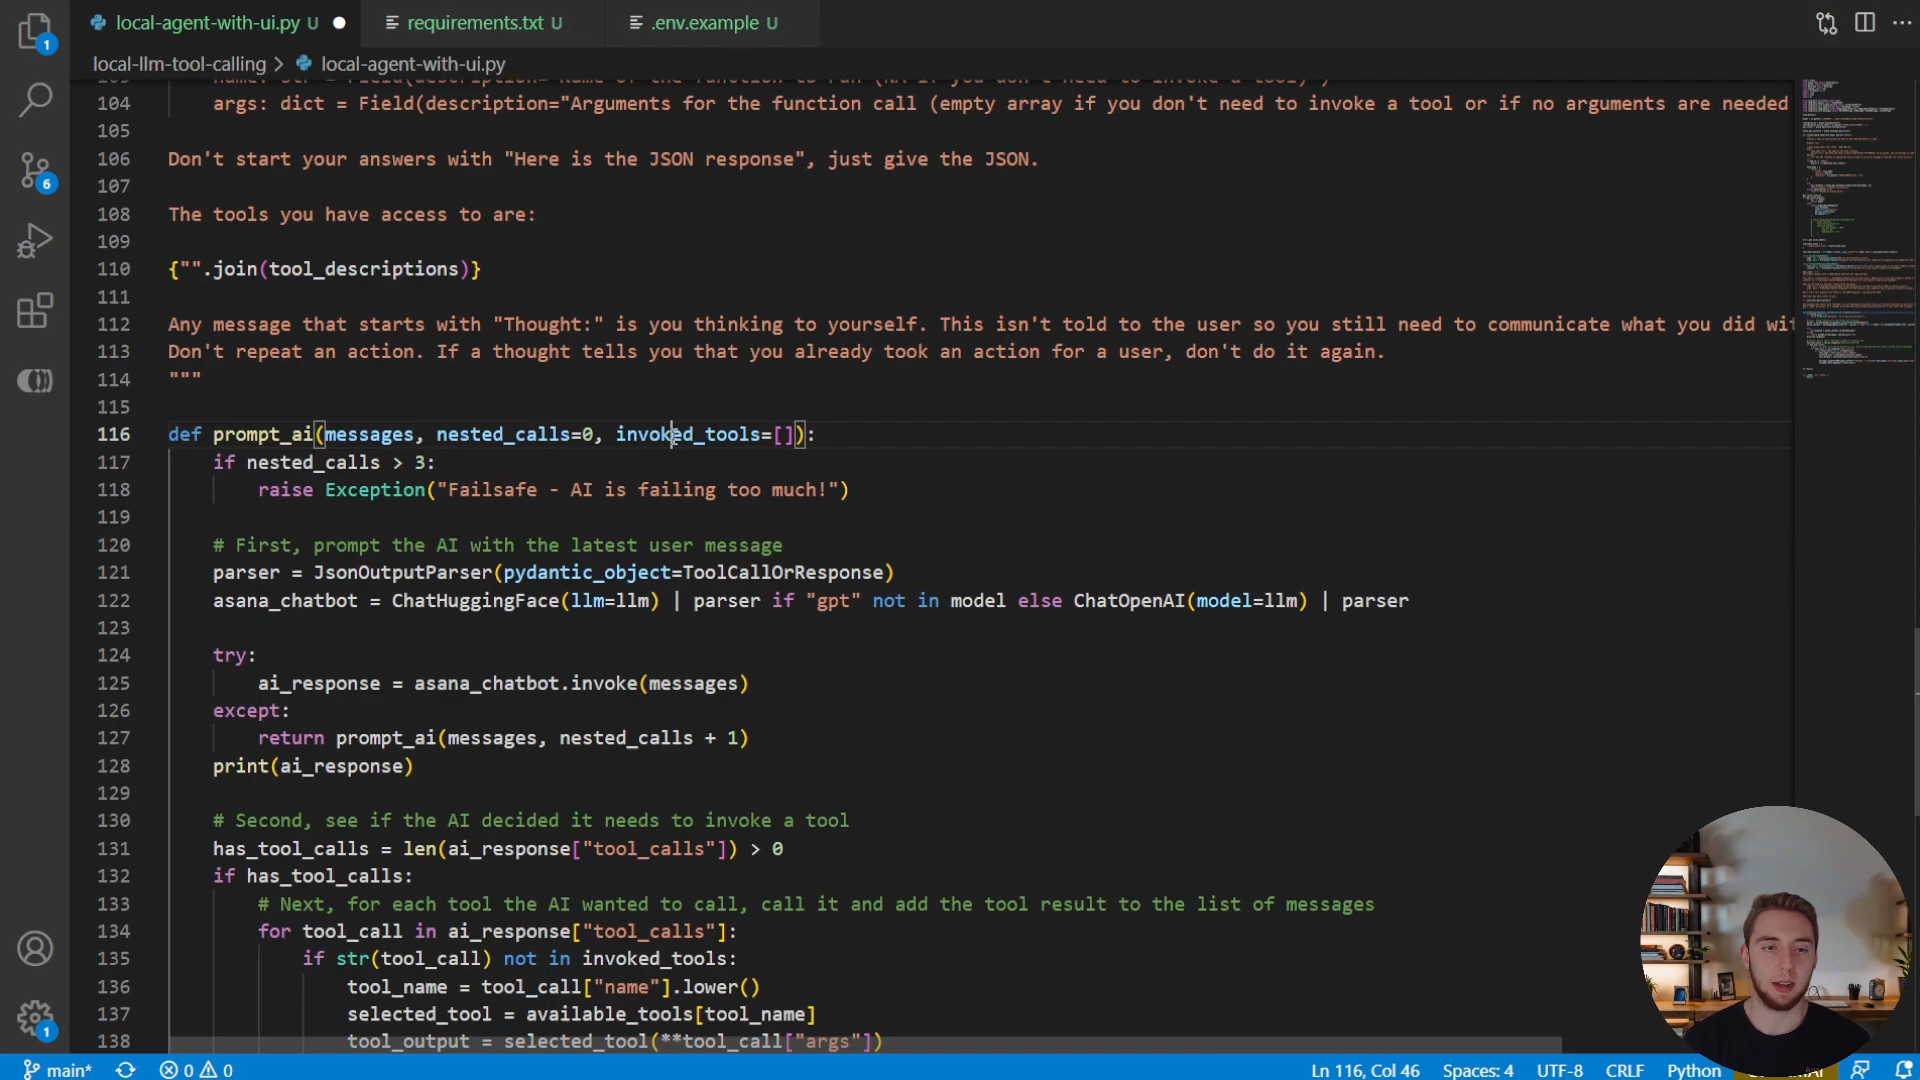 local-agent-with-ui.py U
requirements.txt U
.env.example U
local-llm-tool-calling > local-agent-with-ui.py
104 args: dict = Field(description="Arguments for the function call (empty array if you don't need to invoke a tool or if no arguments are needed
105
106 Don't start your answers with "Here is the JSON response", just give the JSON.
107
108 The tools you have access to are:
109
110 {"".join(tool_descriptions)}
111
112 Any message that starts with "Thought:" is you thinking to yourself. This isn't told to the user so you still need to communicate what you did wi
113 Don't repeat an action. If a thought tells you that you already took an action for a user, don't do it again.
114 """
115
116 def prompt_ai(messages, nested_calls=0, invoked_tools=[]):
117 if nested_calls > 3:
118 raise Exception("Failsafe - AI is failing too much!")
119
120 # First, prompt the AI with the latest user message
121 parser = JsonOutputParser(pydantic_object=ToolCallOrResponse)
122 asana_chatbot = ChatHuggingFace(llm=llm) | parser if "gpt" not in model else ChatOpenAI(model=llm) | parser
123
124 try:
125 ai_response = asana_chatbot.invoke(messages)
126 except:
127 return prompt_ai(messages, nested_calls + 1)
128 print(ai_response)
129
130 # Second, see if the AI decided it needs to invoke a tool
131 has_tool_calls = len(ai_response["tool_calls"]) > 0
132 if has_tool_calls:
133 # Next, for each tool the AI wanted to call, call it and add the tool result to the list of messages
134 for tool_call in ai_response["tool_calls"]:
135 if str(tool_call) not in invoked_tools:
136 tool_name = tool_call["name"].lower()
137 selected_tool = available_tools[tool_name]
138 tool_output = selected_tool(**tool_call["args"])
1
6
1
main* 0 0 Ln 116, Col 46 Spaces: 4 UTF-8 CRLF Python